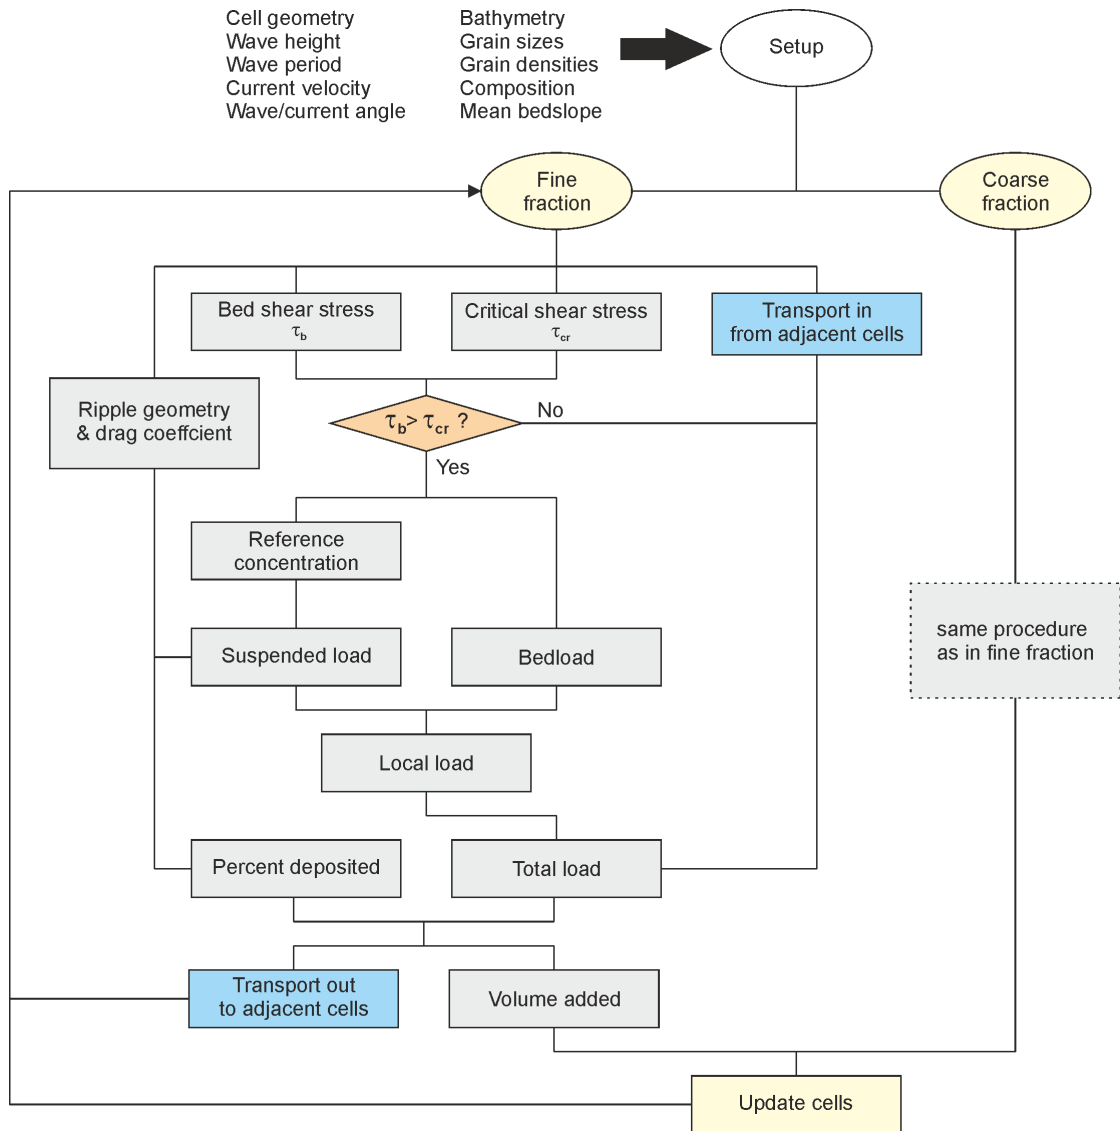 Cell geometry
Wave height
Wave period
Current velocity
Wave/current angle
Bathymetry
Grain sizes
Grain densities
Composition
Mean bedslope
Setup
Fine
fraction
Coarse
fraction
Bed shear stress
τb
Critical shear stress
τcr
Transport in
from adjacent cells
Ripple geometry
& drag coeffcient
τb> τcr ?
No
Yes
Reference
concentration
Suspended load
Bedload
same procedure
as in fine fraction
Local load
Percent deposited
Total load
Transport out
to adjacent cells
Volume added
Update cells